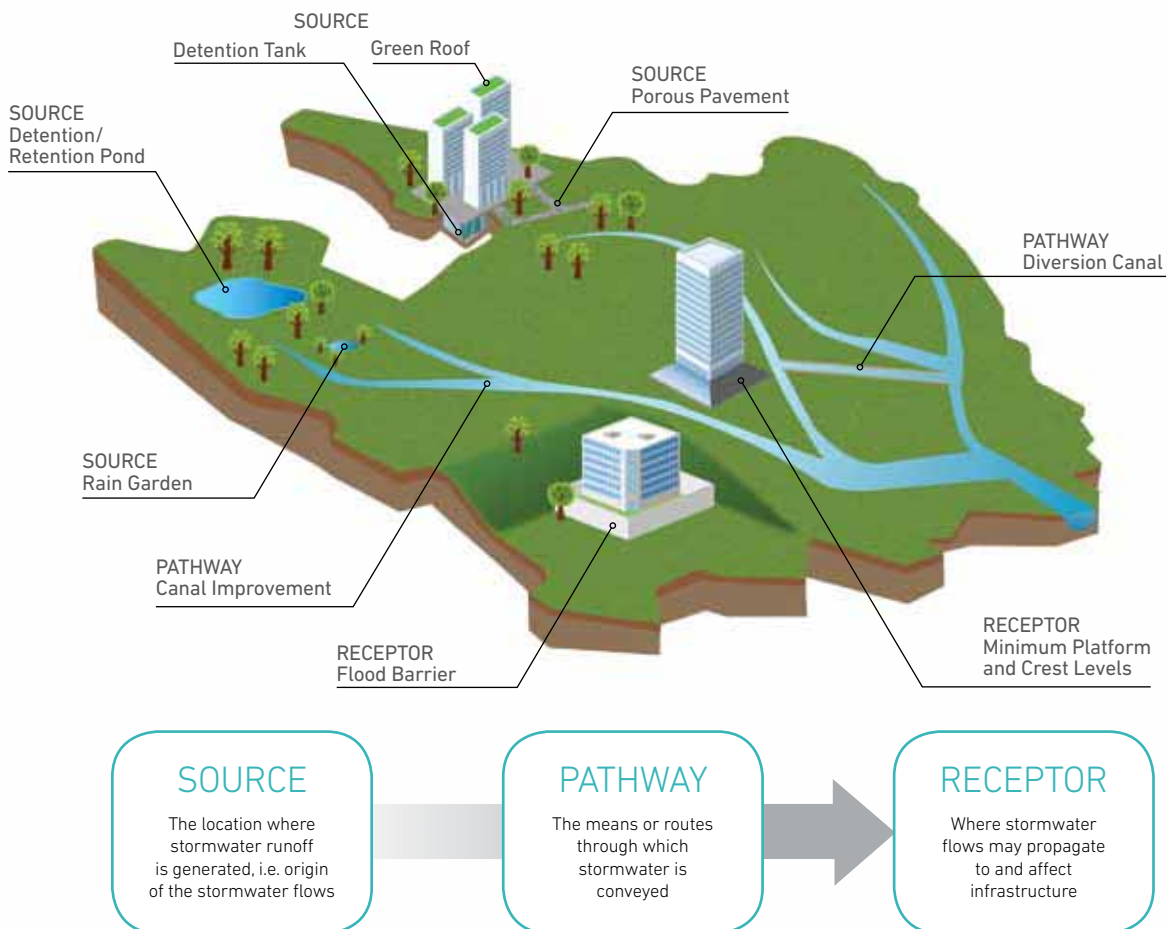 SOURCE
Detention Tank
Green Roof
SOURCE
Porous Pavement
SOURCE
Detention/
Retention Pond
PATHWAY
Diversion Canal
SOURCE
Rain Garden
PATHWAY
Canal Improvement
RECEPTOR
Flood Barrier
RECEPTOR
Minimum Platform
and Crest Levels
SOURCE
The location where
stormwater runoff
is generated, i.e. origin
of the stormwater flows
PATHWAY
The means or routes
through which
stormwater is
conveyed
RECEPTOR
Where stormwater
flows may propagate
to and affect
infrastructure